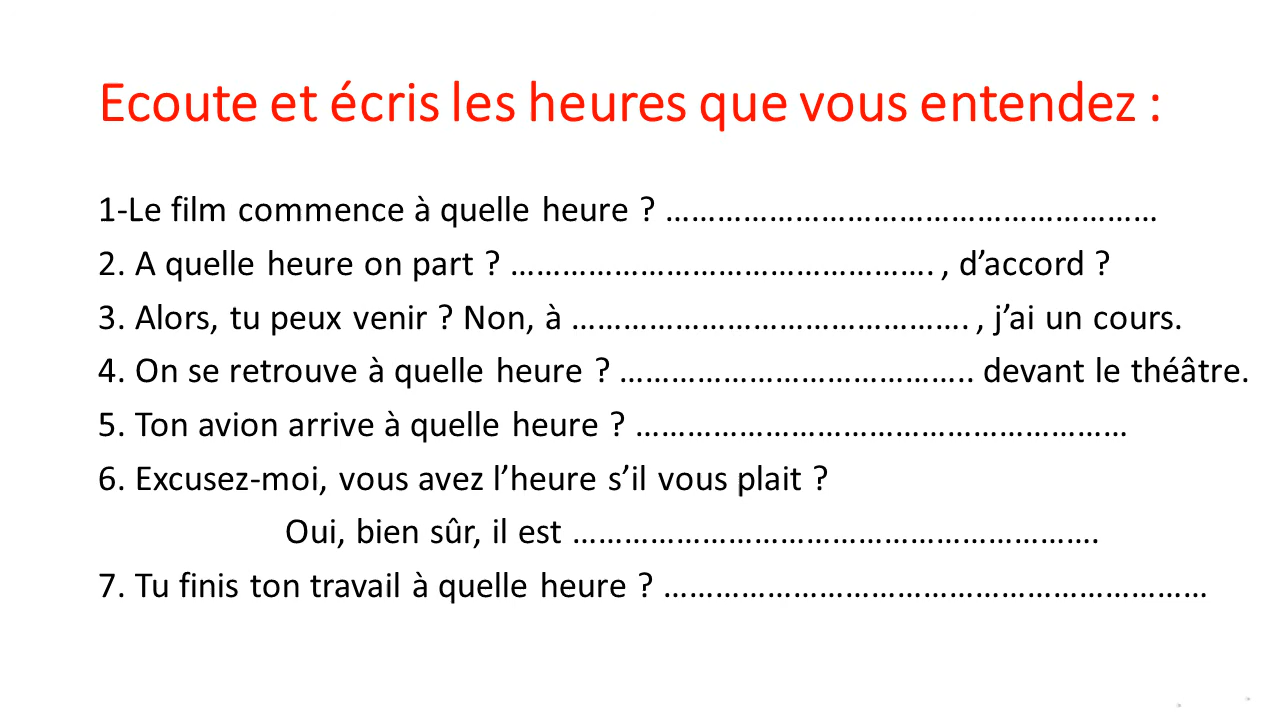 Ecoute et écris les heures que vous entendez :
1-Le film commence à quelle heure ? …………………………………………………
2. A quelle heure on part ? …………………………………………. , d’accord ?
3. Alors, tu peux venir ? Non, à ………………………………………. , j’ai un cours.
4. On se retrouve à quelle heure ? ………………………………….. devant le théâtre.
5. Ton avion arrive à quelle heure ? …………………………………………………
6. Excusez-moi, vous avez l’heure s’il vous plait ?
Oui, bien sûr, il est …………………………………………………….
7. Tu finis ton travail à quelle heure ? ………………………………………………………